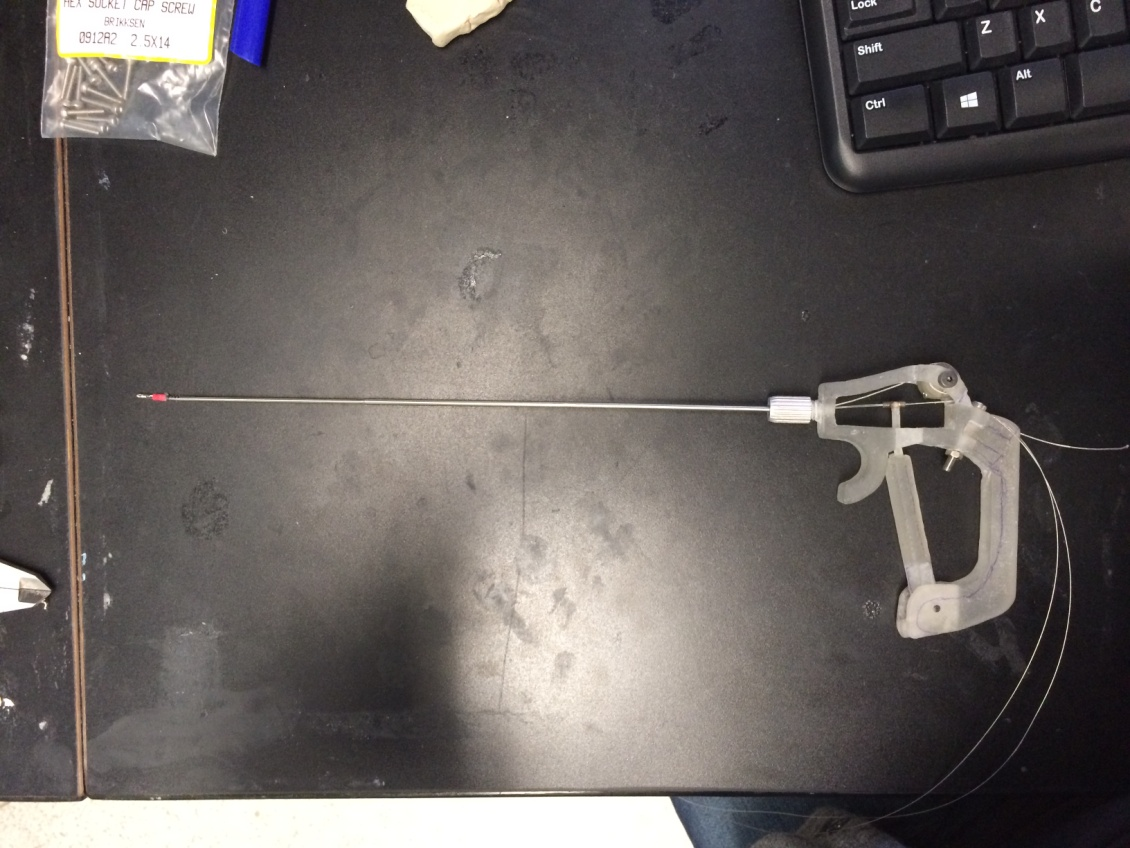 HEX SOCKET CAP SCREW
BRIKKSEN
0912A2 2.5X14
Lock
Shift
Z
X
C
Ctrl
Alt